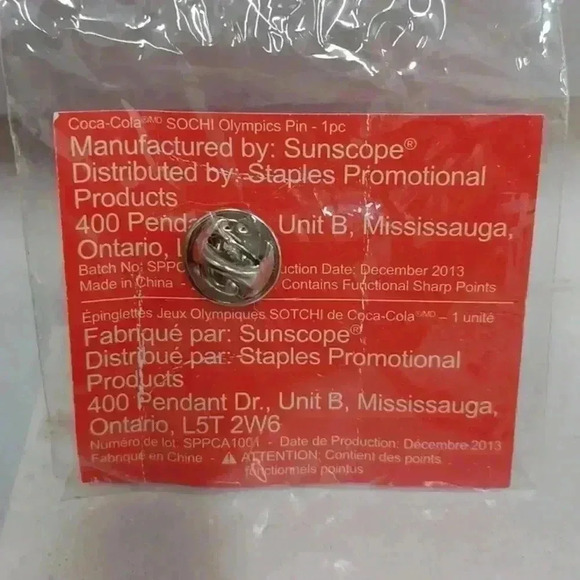 Coca-Cola®/MD SOCHI Olympics Pin - 1pc
Manufactured by: Sunscope®
Distributed by: Staples Promotional
Products
400 Unit B, Mississauga,
Ontario,
Batch No: Date: December 2013
Made in China - Contains Functional Sharp Points
Épinglettes Jeux Olympiques SOTCHI de Coca-Cola®/MD – 1 unité
Fabriqué par: Sunscope®
Distribué par: Staples Promotional
Products
400 Pendant Dr., Unit B, Mississauga,
Ontario, L5T 2W6
Numéro de lot: SPPCA1001 - Date de Production: Décembre 2013
Fabriqué en Chine - ⚠ ATTENTION: Contient des points
fonctionnels pointus